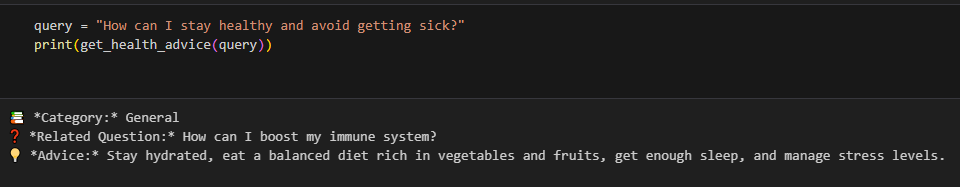 query = "How can I stay healthy and avoid getting sick?"
print(get_health_advice(query))
📚 *Category:* General
❓ *Related Question:* How can I boost my immune system?
💡 *Advice:* Stay hydrated, eat a balanced diet rich in vegetables and fruits, get enough sleep, and manage stress levels.